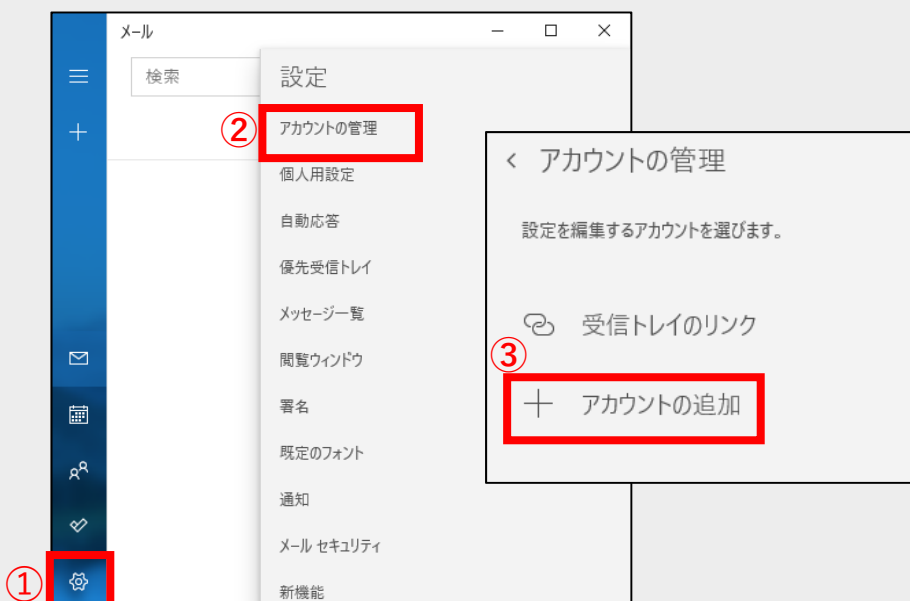 メール
検索
設定
②
アカウントの管理
個人用設定
自動応答
優先受信トレイ
メッセージ一覧
閲覧ウィンドウ
署名
既定のフォント
通知
メール セキュリティ
新機能
①
アカウントの管理
設定を編集するアカウントを選びます。
受信トレイのリンク
③
アカウントの追加